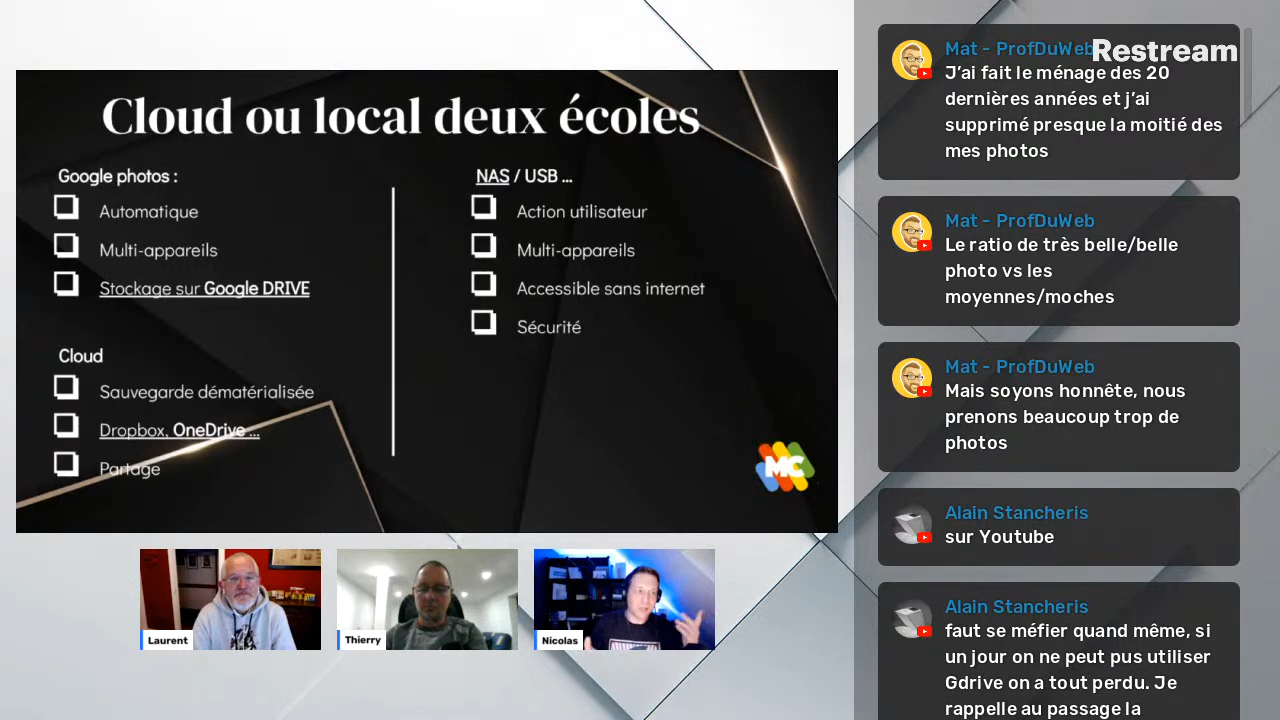 Cloud ou local deux écoles
Google photos :
Automatique
Multi-appareils
Stockage sur Google DRIVE
Cloud
Sauvegarde dématérialisée
Dropbox, OneDrive ...
Partage
NAS / USB ...
Action utilisateur
Multi-appareils
Accessible sans internet
Sécurité
MC
Laurent
Thierry
Nicolas
Restream
Mat - ProfDuWeb
J’ai fait le ménage des 20
dernières années et j’ai
supprimé presque la moitié des
mes photos
Mat - ProfDuWeb
Le ratio de très belle/belle
photo vs les
moyennes/moches
Mat - ProfDuWeb
Mais soyons honnête, nous
prenons beaucoup trop de
photos
Alain Stancheris
sur Youtube
Alain Stancheris
faut se méfier quand même, si
un jour on ne peut pus utiliser
Gdrive on a tout perdu. Je
rappelle au passage la